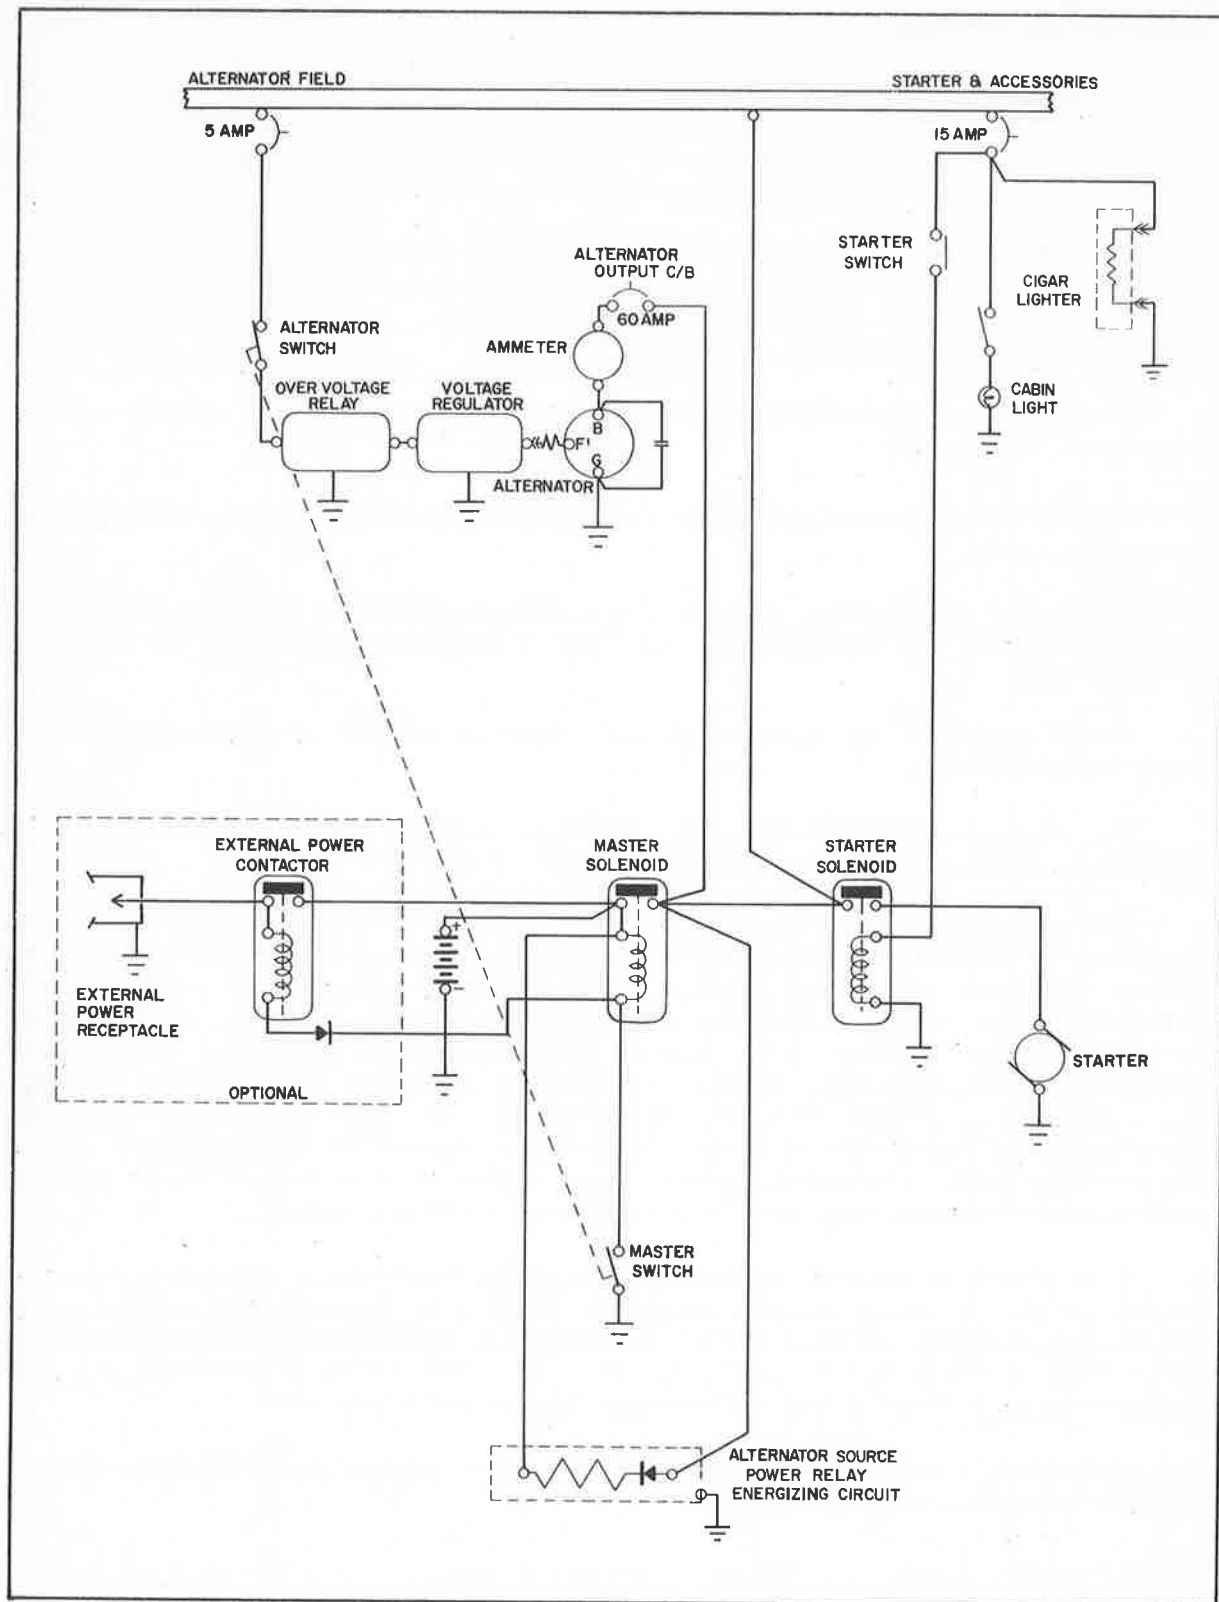 ALTERNATOR FIELD
STARTER & ACCESSORIES
5 AMP
15 AMP
ALTERNATOR
OUTPUT C/B
60 AMP
STARTER
SWITCH
CIGAR
LIGHTER
ALTERNATOR
SWITCH
AMMETER
OVER VOLTAGE
RELAY
VOLTAGE
REGULATOR
CABIN
LIGHT
B
F1
G
ALTERNATOR
EXTERNAL POWER
CONTACTOR
MASTER
SOLENOID
STARTER
SOLENOID
+
−
EXTERNAL
POWER
RECEPTACLE
OPTIONAL
STARTER
MASTER
SWITCH
ALTERNATOR SOURCE
POWER RELAY
ENERGIZING CIRCUIT